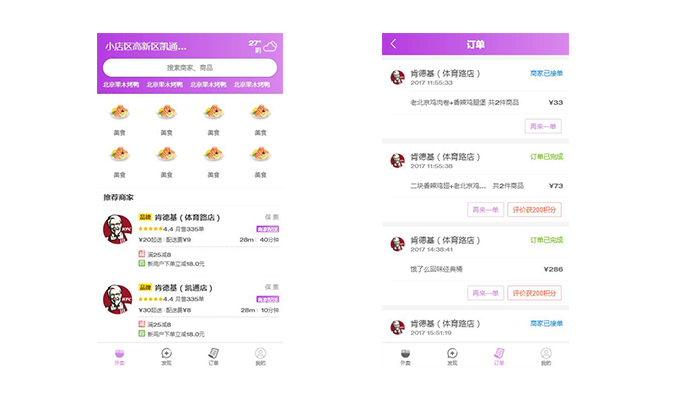 小店区高新区凯通...
27°
阴
搜索商家、商品
北京果木烤鸭 北京果木烤鸭 北京果木烤鸭 北京果木烤鸭
美食 美食 美食 美食
美食 美食 美食 美食
推荐商家
品牌 肯德基（体育路店） 保 票
4.4 月售335单 商家配送
¥20起送 · 配送费¥9 28m · 40分钟
满25减8
新用户下单立减18.0元
品牌 肯德基（凯通店） 保 票
4.4 月售335单 商家配送
¥30起送 · 配送费¥8 28m · 10分钟
满25减8
新用户下单立减18.0元
外卖 发现 订单 我的
订单
肯德基（体育路店） 商家已接单
2017 11:55:33
老北京鸡肉卷+香辣鸡腿堡 共2件商品 ¥33
再来一单
肯德基（体育路店） 订单已完成
2017 11:55:38
二块香辣鸡翅+老北京鸡... 共2件商品 ¥73
再来一单 评价获200积分
肯德基（体育路店） 订单已完成
2017 14:38:41
饿了么回味经典桶 ¥286
再来一单 评价获200积分
肯德基（体育路店） 商家已接单
2017 15:51:19
外卖 发现 订单 我的